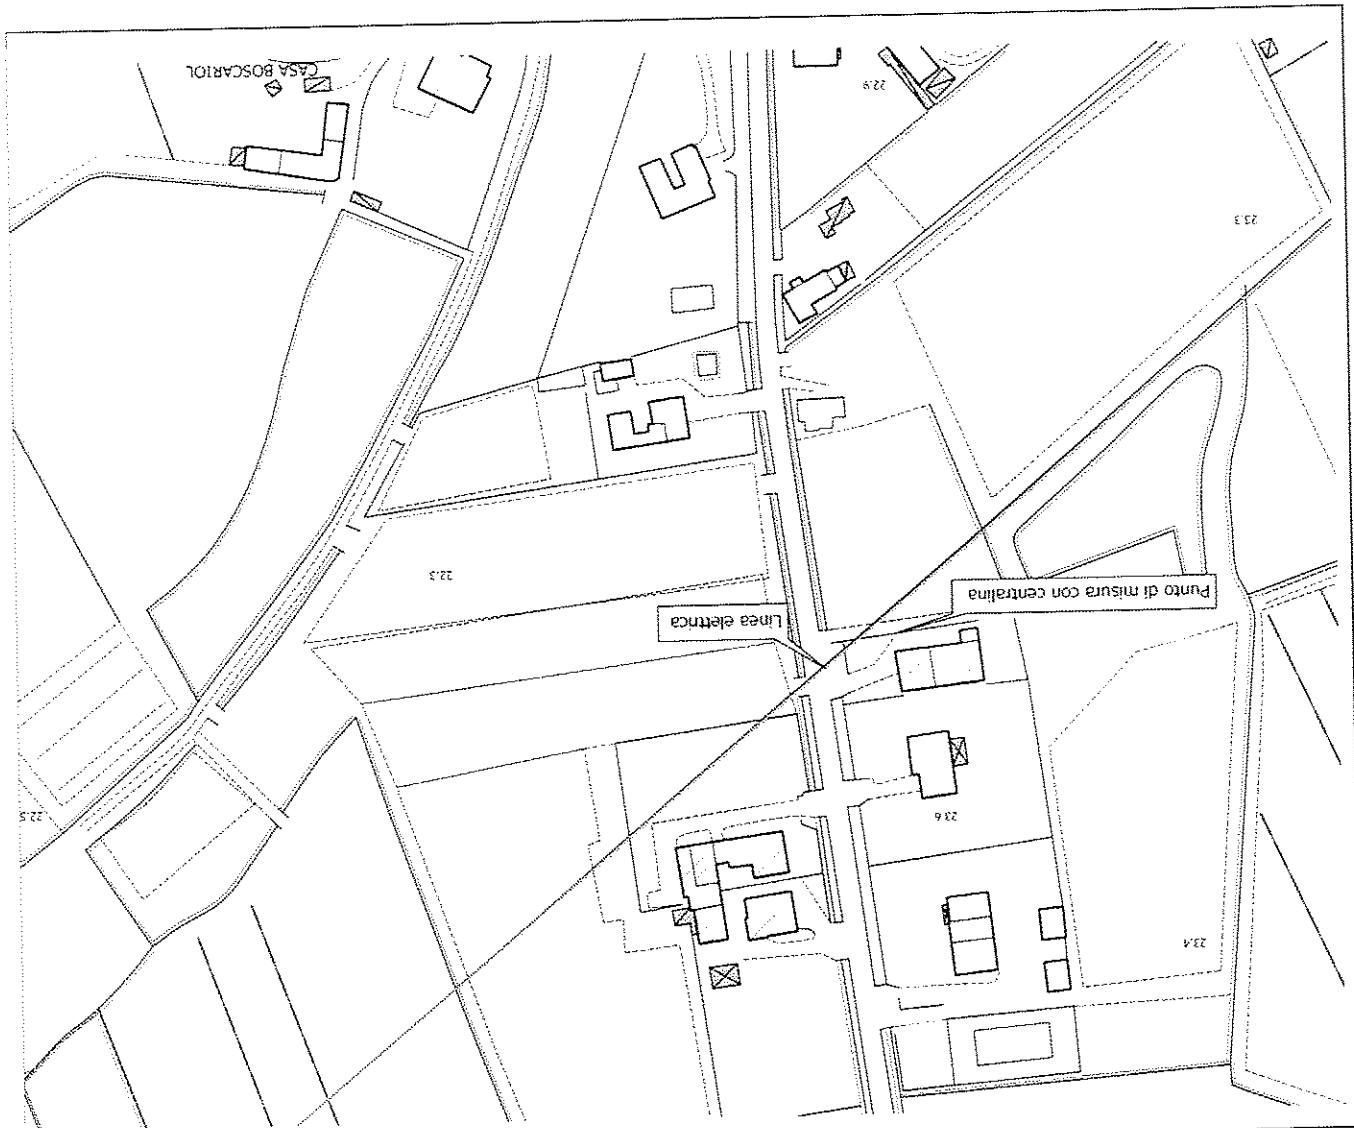 23.4
23.6
22.5
Linea elettrica
Punto di misura con centralina
22.3
23.3
22.9
CASA BOSCARIOL